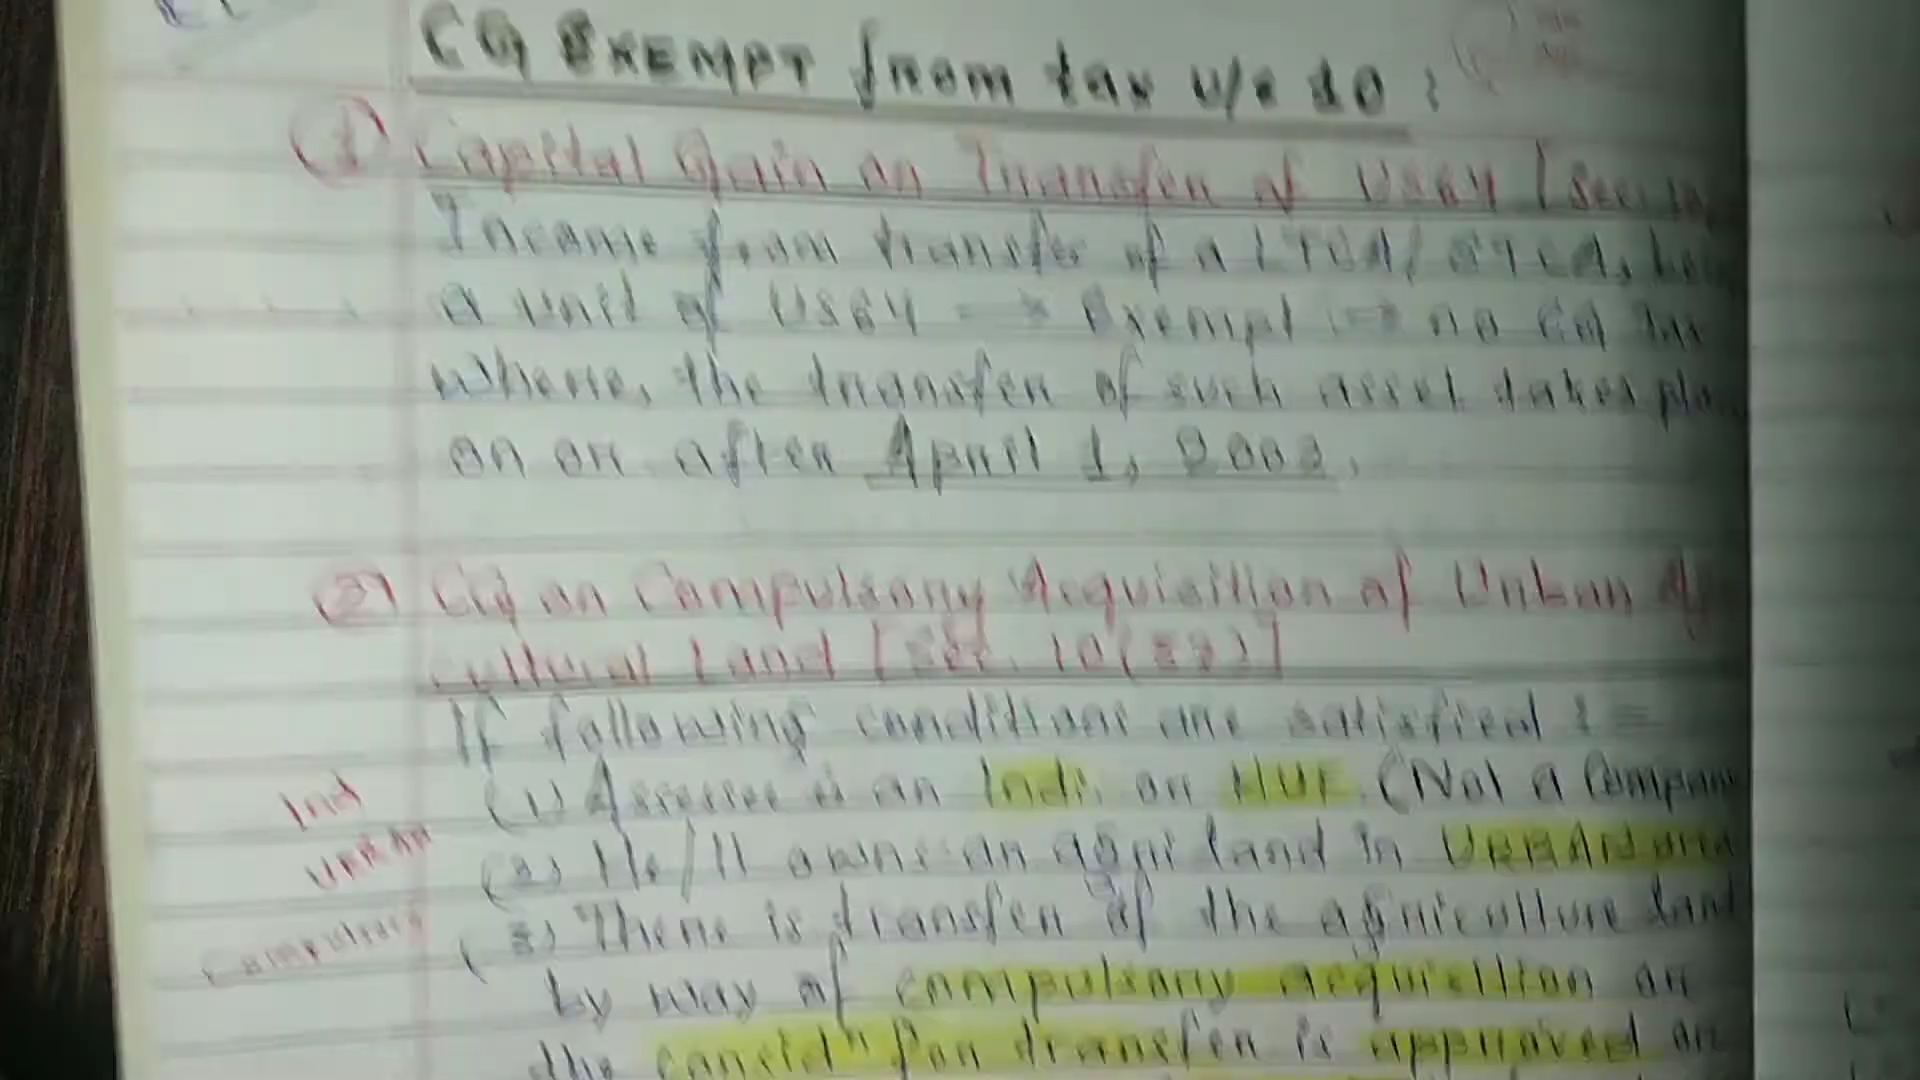 CG EXEMPT from tax u/s 10 :
(1) Capital Gain on Transfer of US64 [Sec. 10
Income from transfer of a LTCA/STCA,
a unit of US64 => Exempt => no CG tax
where, the transfer of such asset takes
on or after April 1, 2002.
(2) CG on Compulsory Acquisition of Urban
cultural Land [Sec. 10(37)]
If following conditions are satisfied :-
Ind (1) Assessee is an Indi. or HUF (Not a Compan
URBAN (2) He/It owns an agri land in URBAN area
Compulsory (3) There is transfer of the agriculture land
by way of compulsory acquisition or
the consid^n for transfer is approved or